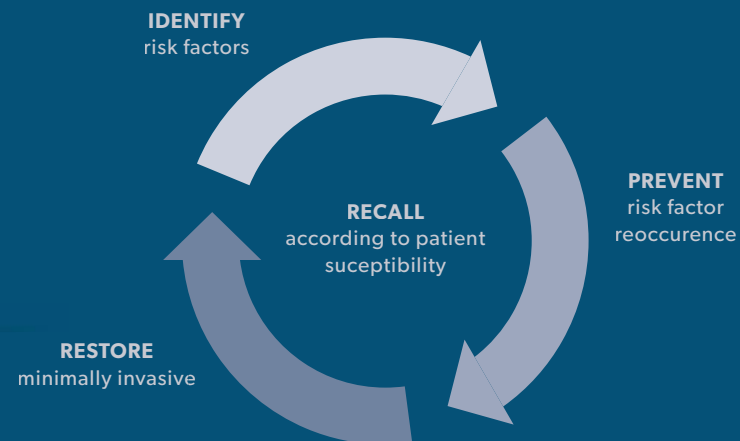 IDENTIFY
risk factors
PREVENT
risk factor
reoccurence
RECALL
according to patient
suceptibility
RESTORE
minimally invasive